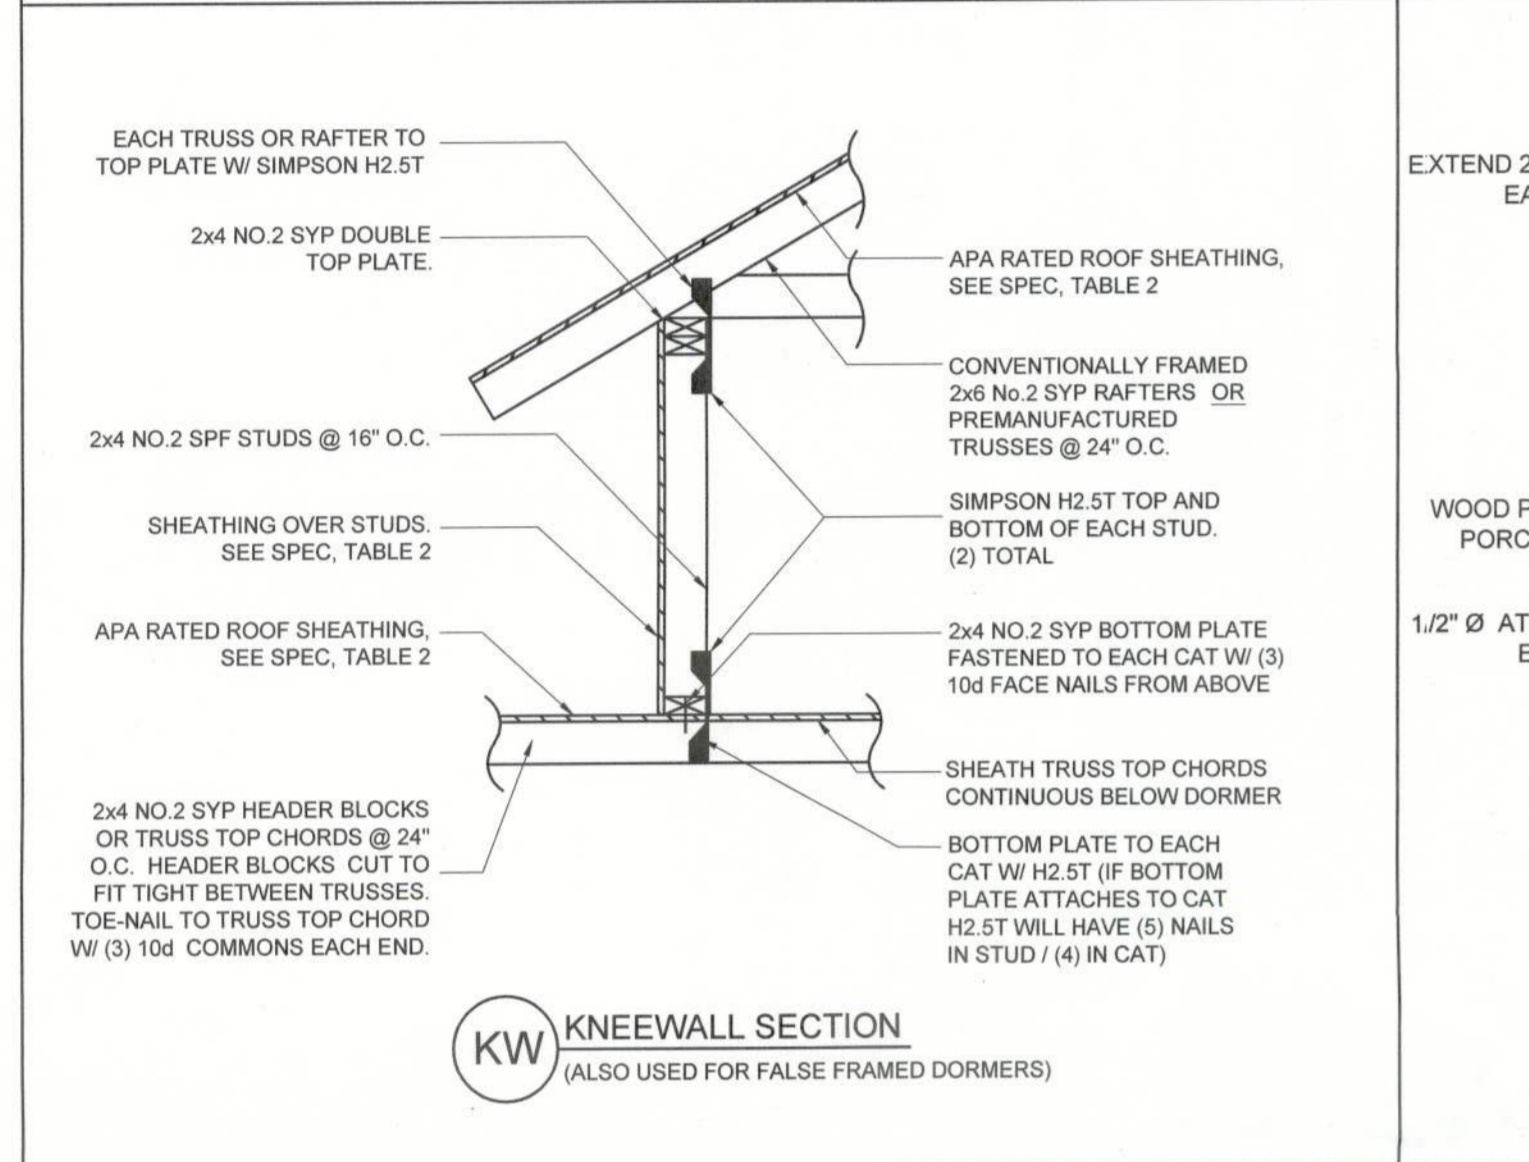 EACH TRUSS OR RAFTER TO
TOP PLATE W/ SIMPSON H2.5T
2x4 NO.2 SYP DOUBLE
TOP PLATE.
2x4 NO.2 SPF STUDS @ 16" O.C.
SHEATHING OVER STUDS.
SEE SPEC, TABLE 2
APA RATED ROOF SHEATHING,
SEE SPEC, TABLE 2
2x4 NO.2 SYP HEADER BLOCKS
OR TRUSS TOP CHORDS @ 24"
O.C. HEADER BLOCKS CUT TO
FIT TIGHT BETWEEN TRUSSES.
TOE-NAIL TO TRUSS TOP CHORD
W/ (3) 10d COMMONS EACH END.
APA RATED ROOF SHEATHING,
SEE SPEC, TABLE 2
CONVENTIONALLY FRAMED
2x6 No.2 SYP RAFTERS OR
PREMANUFACTURED
TRUSSES @ 24" O.C.
SIMPSON H2.5T TOP AND
BOTTOM OF EACH STUD.
(2) TOTAL
2x4 NO.2 SYP BOTTOM PLATE
FASTENED TO EACH CAT W/ (3)
10d FACE NAILS FROM ABOVE
SHEATH TRUSS TOP CHORDS
CONTINUOUS BELOW DORMER
BOTTOM PLATE TO EACH
CAT W/ H2.5T (IF BOTTOM
PLATE ATTACHES TO CAT
H2.5T WILL HAVE (5) NAILS
IN STUD / (4) IN CAT)
KW
KNEEWALL SECTION
(ALSO USED FOR FALSE FRAMED DORMERS)
EXTEND 2
EA
WOOD P
PORC
1/2" Ø AT
E